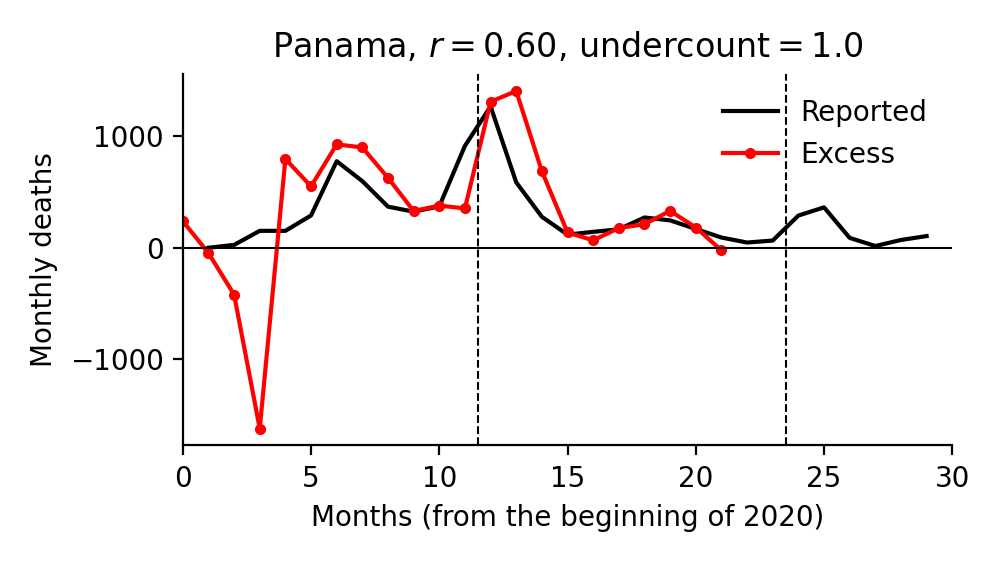 Panama, r = 0.60, undercount = 1.0
Reported
Excess
Monthly deaths
1000
0
−1000
0 5 10 15 20 25 30
Months (from the beginning of 2020)